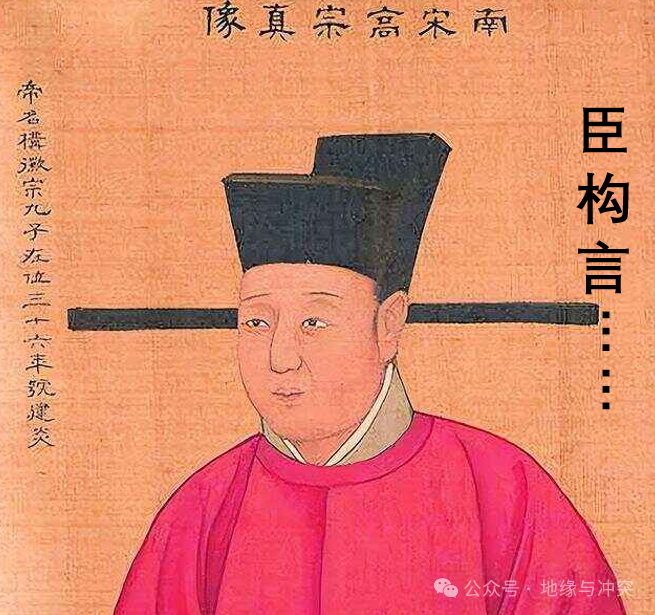 南宋高宗真像
臣构言……
帝名構徽宗九子在位三十六年號建炎
公众号 · 地缘与冲突